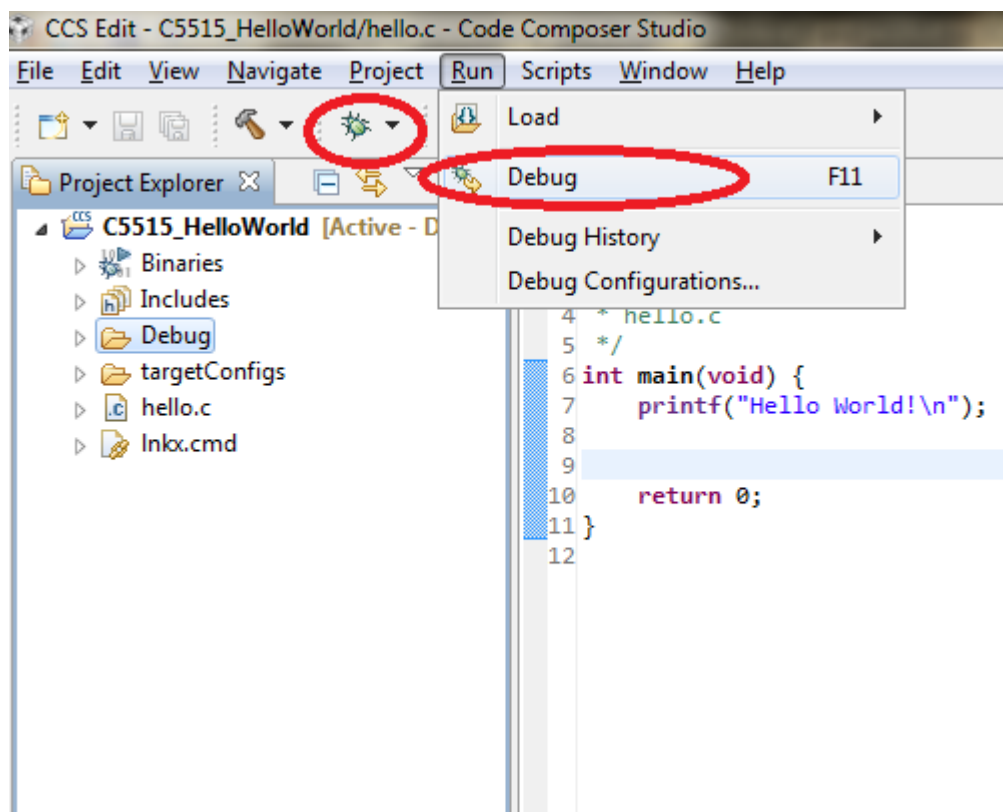 CCS Edit - C5515_HelloWorld/hello.c - Code Composer Studio
File Edit View Navigate Project Run Scripts Window Help
Load
Project Explorer
Debug F11
C5515_HelloWorld [Active - D
Debug History
Binaries
Debug Configurations...
Includes
4 * hello.c
Debug
5 */
targetConfigs
6 int main(void) {
hello.c
7 printf("Hello World!\n");
8
lnkx.cmd
9
10 return 0;
11 }
12